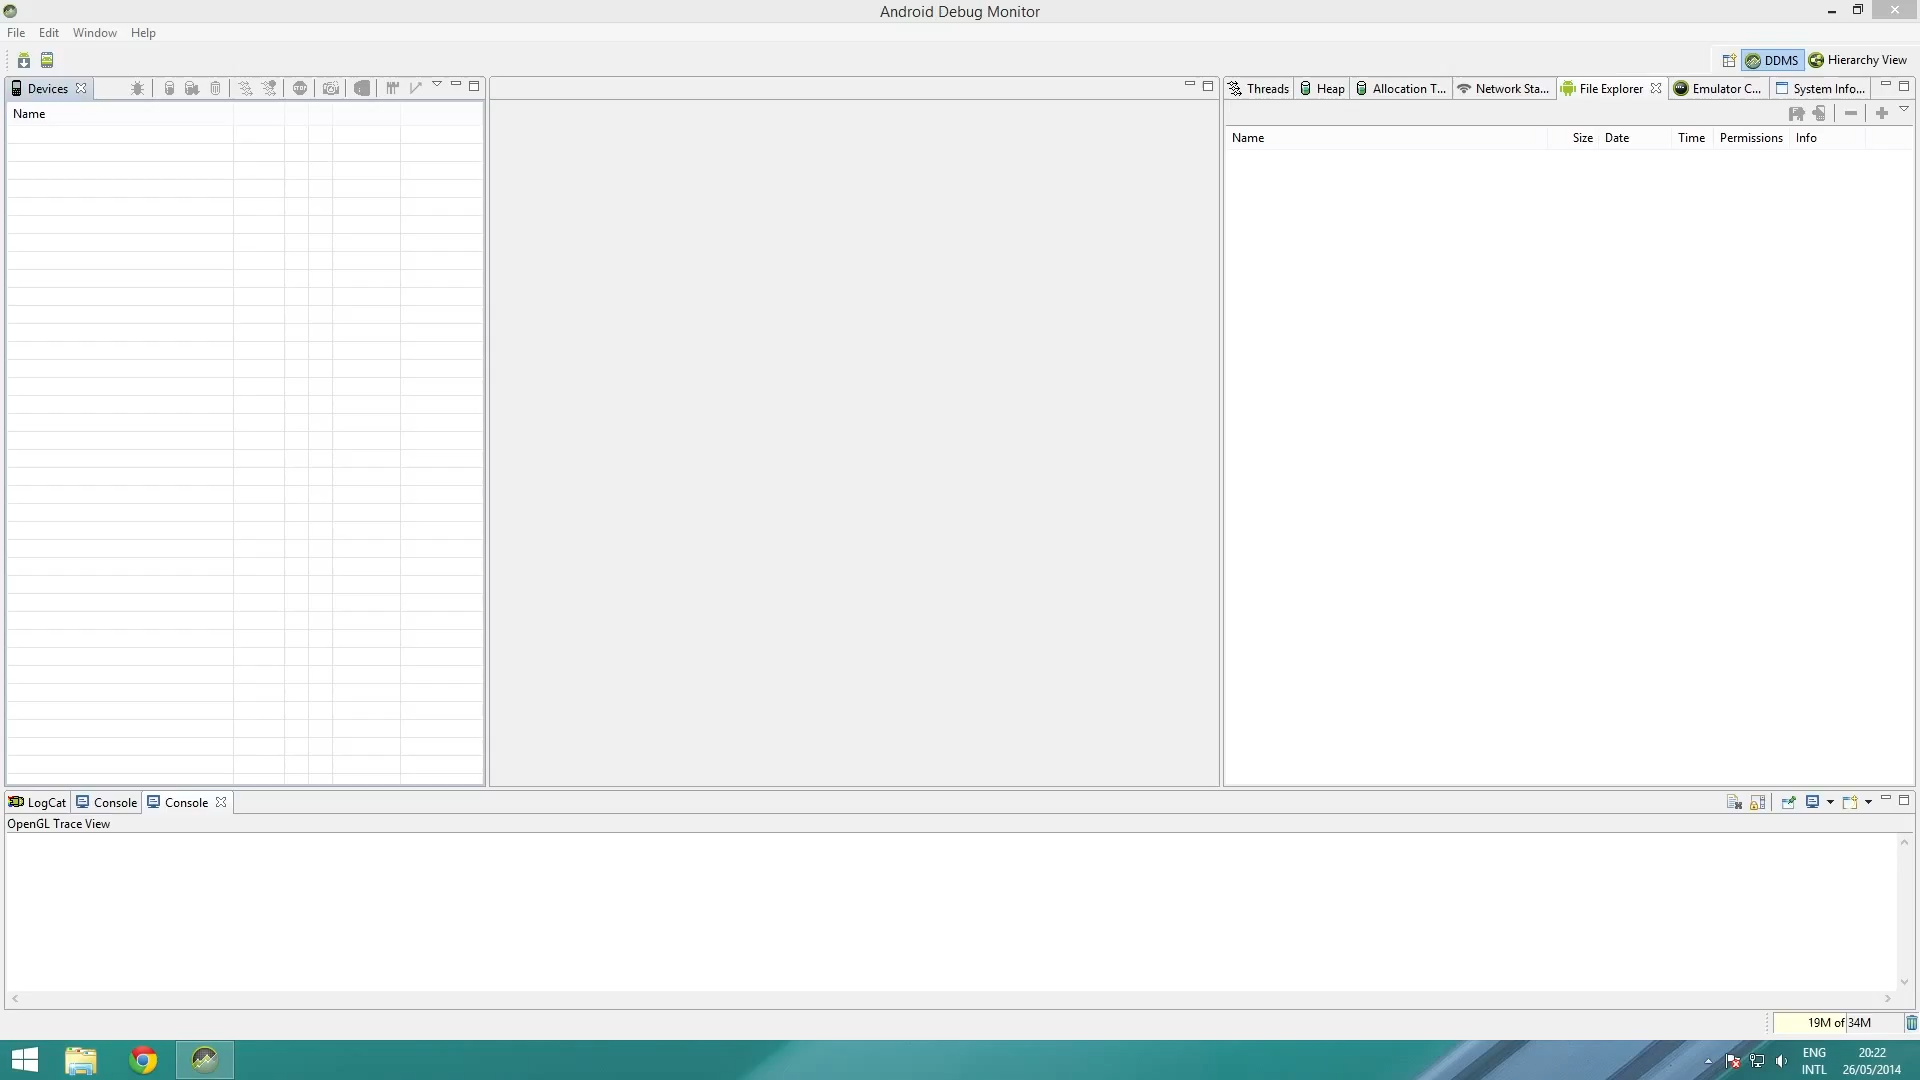 Android Debug Monitor
File Edit Window Help
DDMS Hierarchy View
Devices
Threads Heap Allocation T... Network Sta... File Explorer Emulator C... System Info...
Name
Name Size Date Time Permissions Info
LogCat Console Console
OpenGL Trace View
19M of 34M
ENG 20:22
INTL 26/05/2014